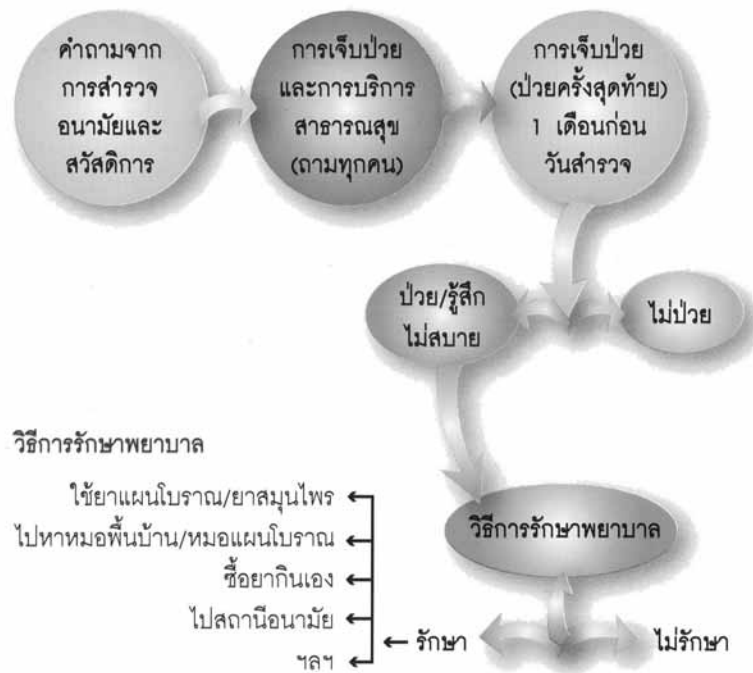 คำถามจาก
การสำรวจ
อนามัยและ
สวัสดิการ
การเจ็บป่วย
และการบริการ
สาธารณสุข
(ถามทุกคน)
การเจ็บป่วย
(ป่วยครั้งสุดท้าย)
1 เดือนก่อน
วันสำรวจ
ป่วย/รู้สึก
ไม่สบาย
ไม่ป่วย
วิธีการรักษาพยาบาล
รักษา
ไม่รักษา
วิธีการรักษาพยาบาล
ใช้ยาแผนโบราณ/ยาสมุนไพร
ไปหาหมอพื้นบ้าน/หมอแผนโบราณ
ซื้อยากินเอง
ไปสถานีอนามัย
ฯลฯ